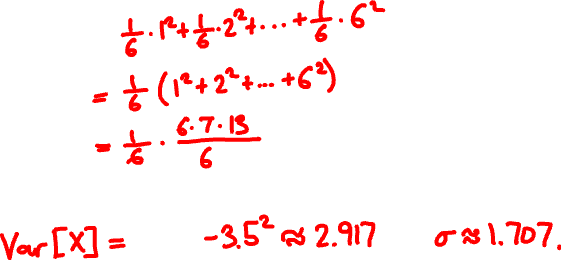 1/6 · 1² + 1/6 · 2² + ··· + 1/6 · 6²
= 1/6 (1² + 2² + ··· + 6²)
= 1/6 · 6·7·13/6
Var[X] = -3.5² ≈ 2.917 σ ≈ 1.707.